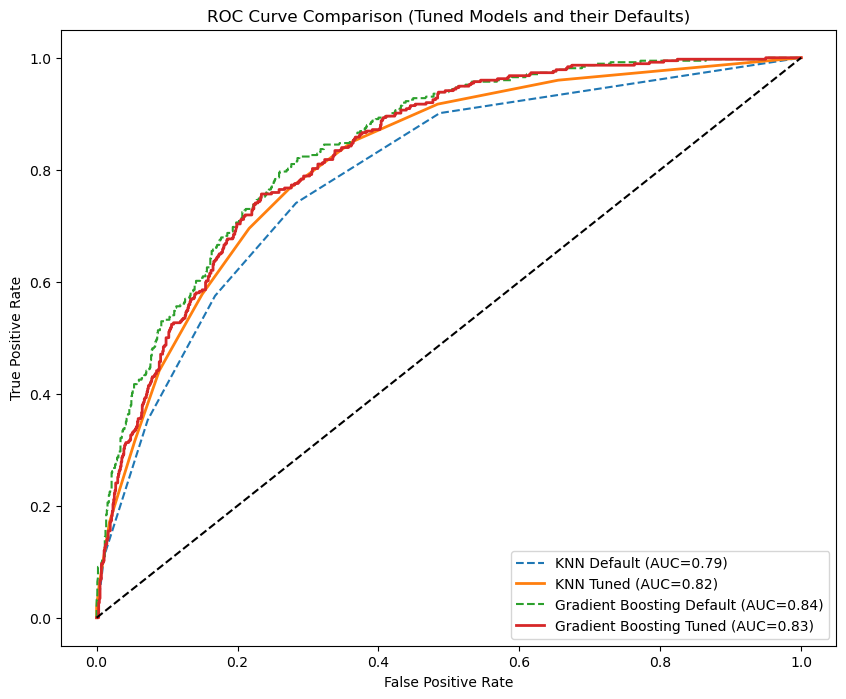 ROC Curve Comparison (Tuned Models and their Defaults)
True Positive Rate
1.0
0.8
0.6
0.4
0.2
0.0
0.0 0.2 0.4 0.6 0.8 1.0
False Positive Rate
KNN Default (AUC=0.79)
KNN Tuned (AUC=0.82)
Gradient Boosting Default (AUC=0.84)
Gradient Boosting Tuned (AUC=0.83)